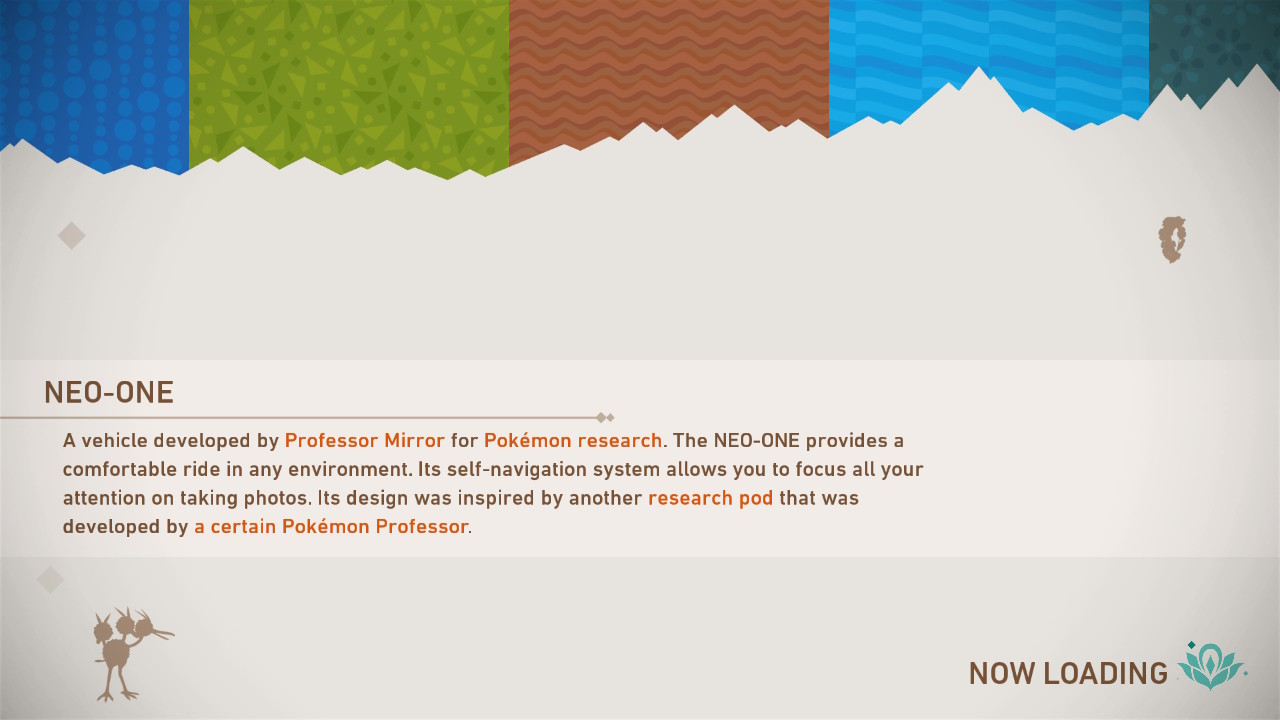 NEO-ONE
A vehicle developed by Professor Mirror for Pokémon research. The NEO-ONE provides a
comfortable ride in any environment. Its self-navigation system allows you to focus all your
attention on taking photos. Its design was inspired by another research pod that was
developed by a certain Pokémon Professor.
NOW LOADING